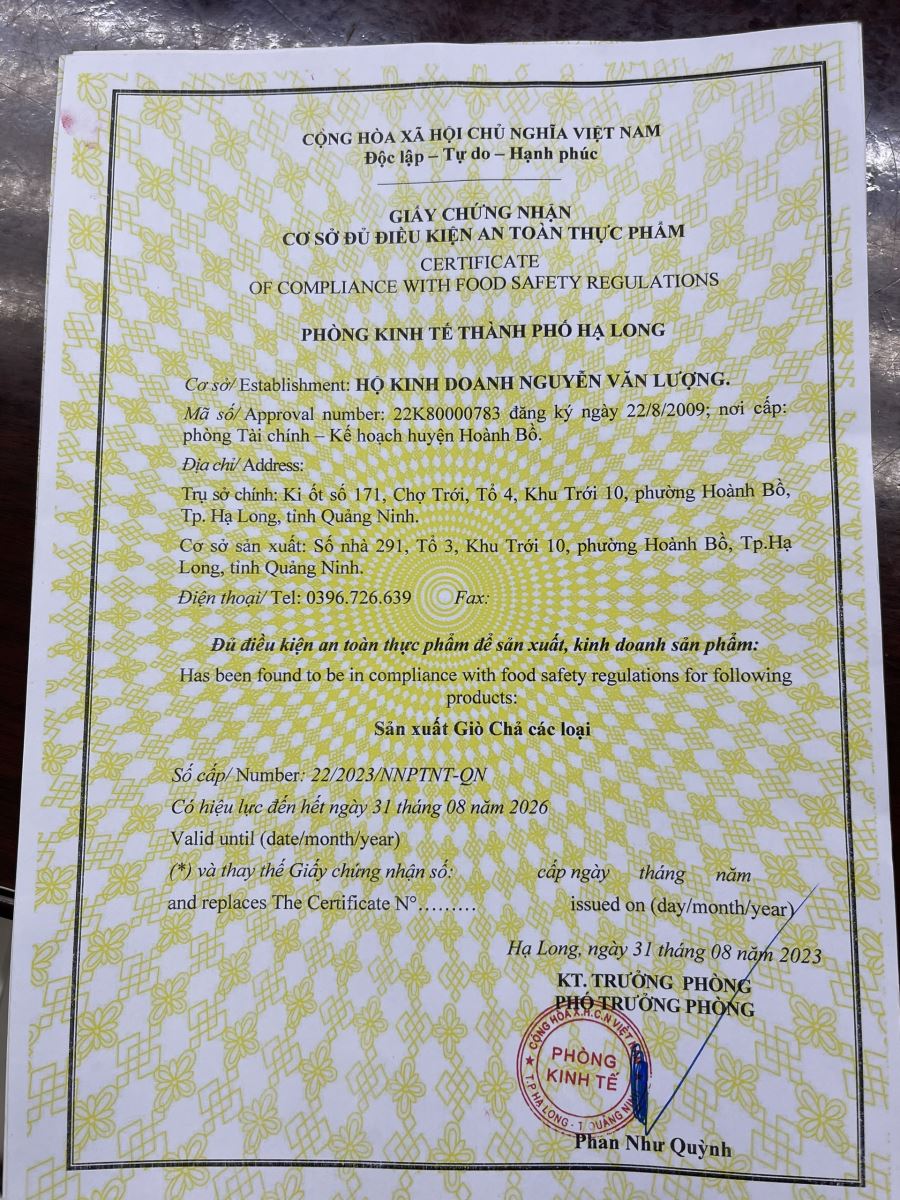 CỘNG HÒA XÃ HỘI CHỦ NGHĨA VIỆT NAM
Độc lập – Tự do – Hạnh phúc
GIẤY CHỨNG NHẬN
CƠ SỞ ĐỦ ĐIỀU KIỆN AN TOÀN THỰC PHẨM
CERTIFICATE
OF COMPLIANCE WITH FOOD SAFETY REGULATIONS
PHÒNG KINH TẾ THÀNH PHỐ HẠ LONG
Cơ sở/ Establishment: HỘ KINH DOANH NGUYỄN VĂN LƯỢNG.
Mã số/ Approval number: 22K80000783 đăng ký ngày 22/8/2009; nơi cấp:
phòng Tài chính – Kế hoạch huyện Hoành Bồ.
Địa chỉ/ Address:
Trụ sở chính: Ki ốt số 171, Chợ Trới, Tổ 4, Khu Trới 10, phường Hoành Bồ,
Tp. Hạ Long, tỉnh Quảng Ninh.
Cơ sở sản xuất: Số nhà 291, Tổ 3, Khu Trới 10, phường Hoành Bồ, Tp.Hạ
Long, tỉnh Quảng Ninh.
Điện thoại/ Tel: 0396.726.639 Fax:
Đủ điều kiện an toàn thực phẩm để sản xuất, kinh doanh sản phẩm:
Has been found to be in compliance with food safety regulations for following
products:
Sản xuất Giò Chả các loại
Số cấp/ Number: 22/2023/NNPTNT-QN
Có hiệu lực đến hết ngày 31 tháng 08 năm 2026
Valid until (date/month/year)
(*) và thay thế Giấy chứng nhận số: cấp ngày tháng năm
and replaces The Certificate N°......... issued on (day/month/year)
Hạ Long, ngày 31 tháng 08 năm 2023
KT. TRƯỞNG PHÒNG
PHÓ TRƯỞNG PHÒNG
CỘNG HÒA X.H.C.N VIỆT
PHÒNG
KINH TẾ
T.P HẠ LONG - T. QUẢNG NINH
Phan Như Quỳnh